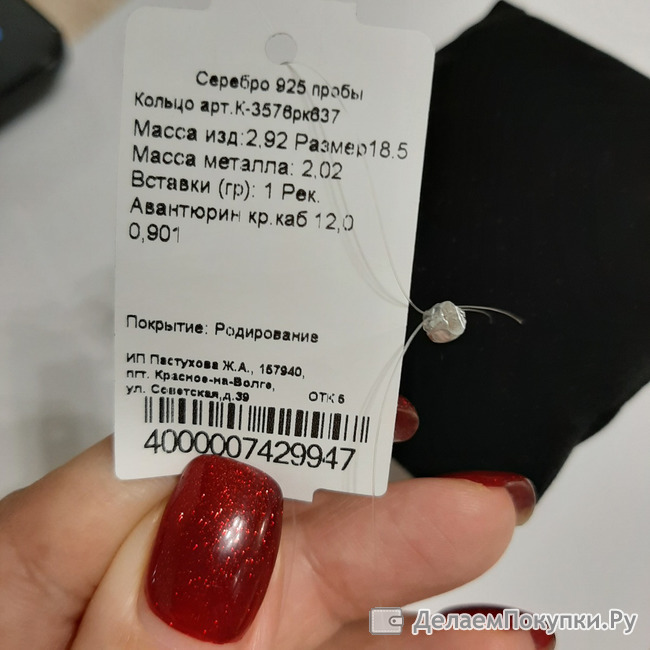 Серебро 925 пробы
Кольцо арт.К-3576рк637
Масса изд:2,92 Размер18.5
Масса металла: 2,02
Вставки (гр): 1 Рек.
Авантюрин кр.каб 12,0
0,901
Покрытие: Родирование
ИП Пастухова Ж.А., 157940,
пгт. Красное-на-Волге,
ул. Советская,д.39 ОТК 6
4000007429947
ДелаемПокупки.Ру